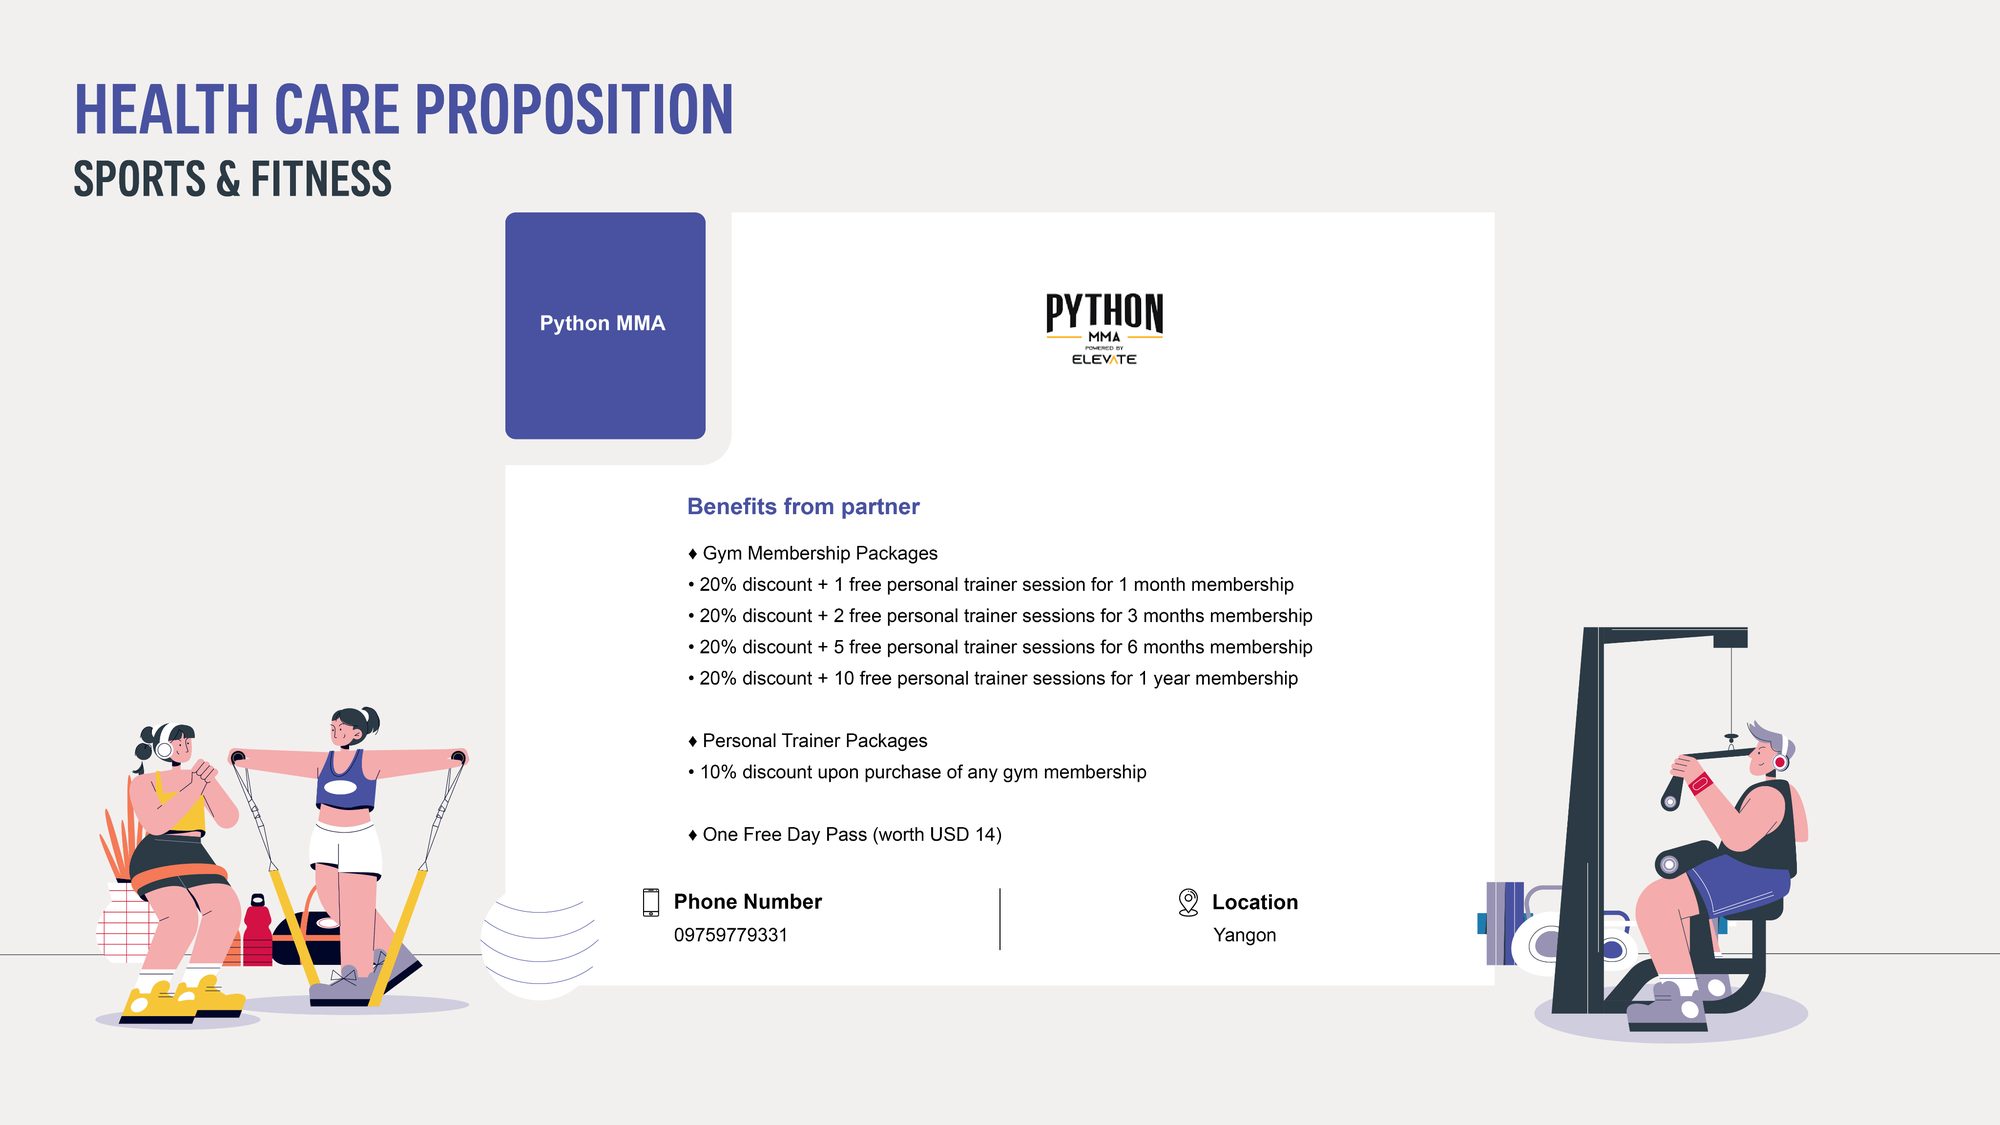 HEALTH CARE PROPOSITION
SPORTS & FITNESS
Python MMA
PYTHON
MMA
POWERED BY
ELEVATE
Benefits from partner
♦ Gym Membership Packages
• 20% discount + 1 free personal trainer session for 1 month membership
• 20% discount + 2 free personal trainer sessions for 3 months membership
• 20% discount + 5 free personal trainer sessions for 6 months membership
• 20% discount + 10 free personal trainer sessions for 1 year membership
♦ Personal Trainer Packages
• 10% discount upon purchase of any gym membership
♦ One Free Day Pass (worth USD 14)
Phone Number
09759779331
Location
Yangon